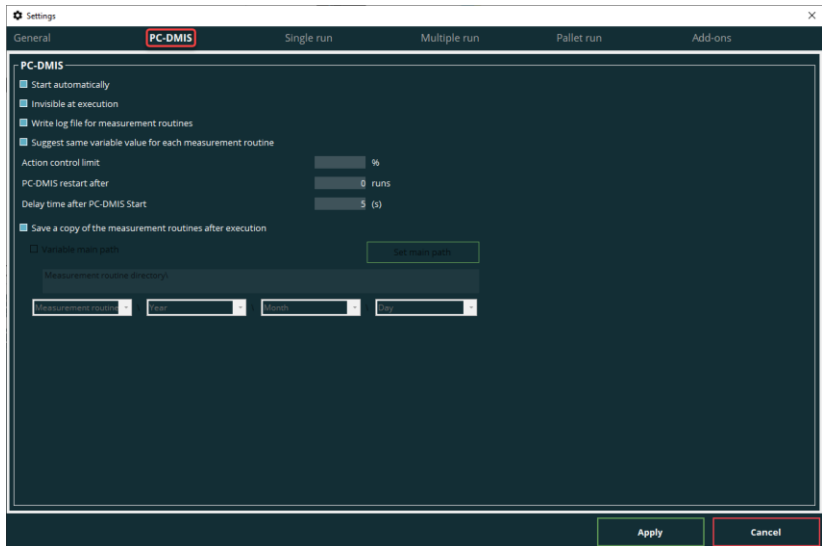 Settings
General PC-DMIS Single run Multiple run Pallet run Add-ons
PC-DMIS
Start automatically
Invisible at execution
Write log file for measurement routines
Suggest same variable value for each measurement routine
Action control limit %
PC-DMIS restart after 0 runs
Delay time after PC-DMIS Start 5 (s)
Save a copy of the measurement routines after execution
Variable main path Set main path
Measurement routine directory\
Measurement routine Year Month Day
Apply Cancel